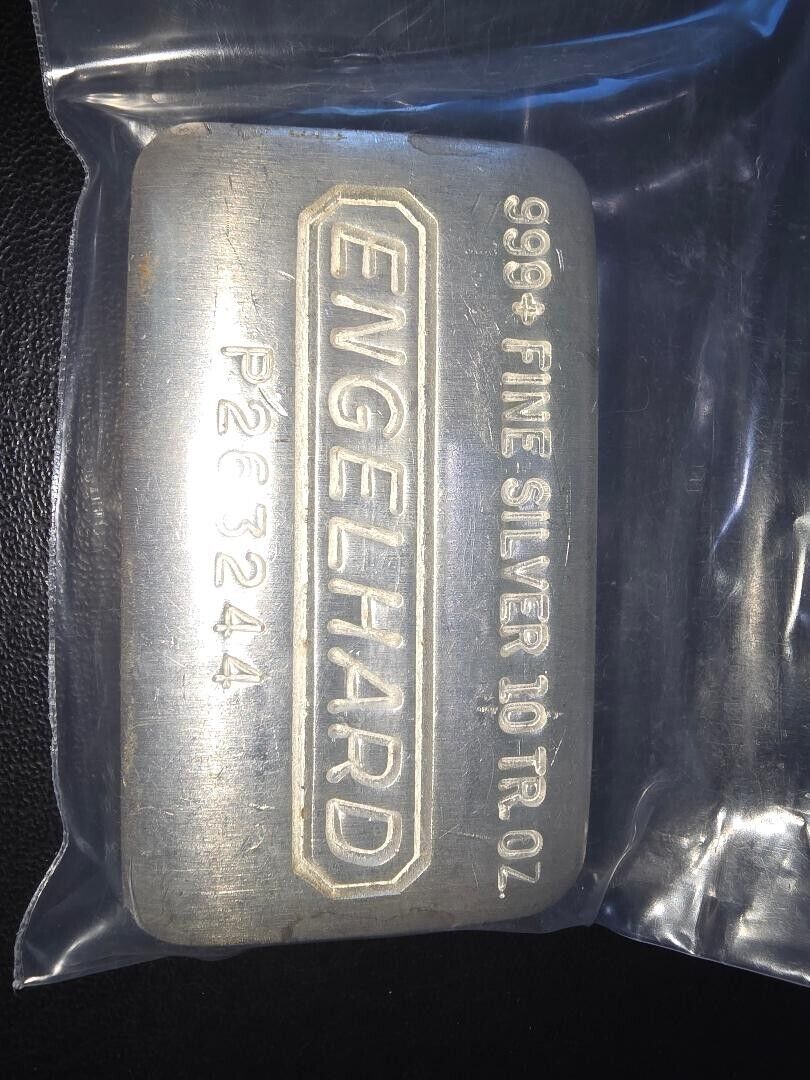 999+ FINE SILVER 10 TR. OZ.
ENGELHARD
P263244